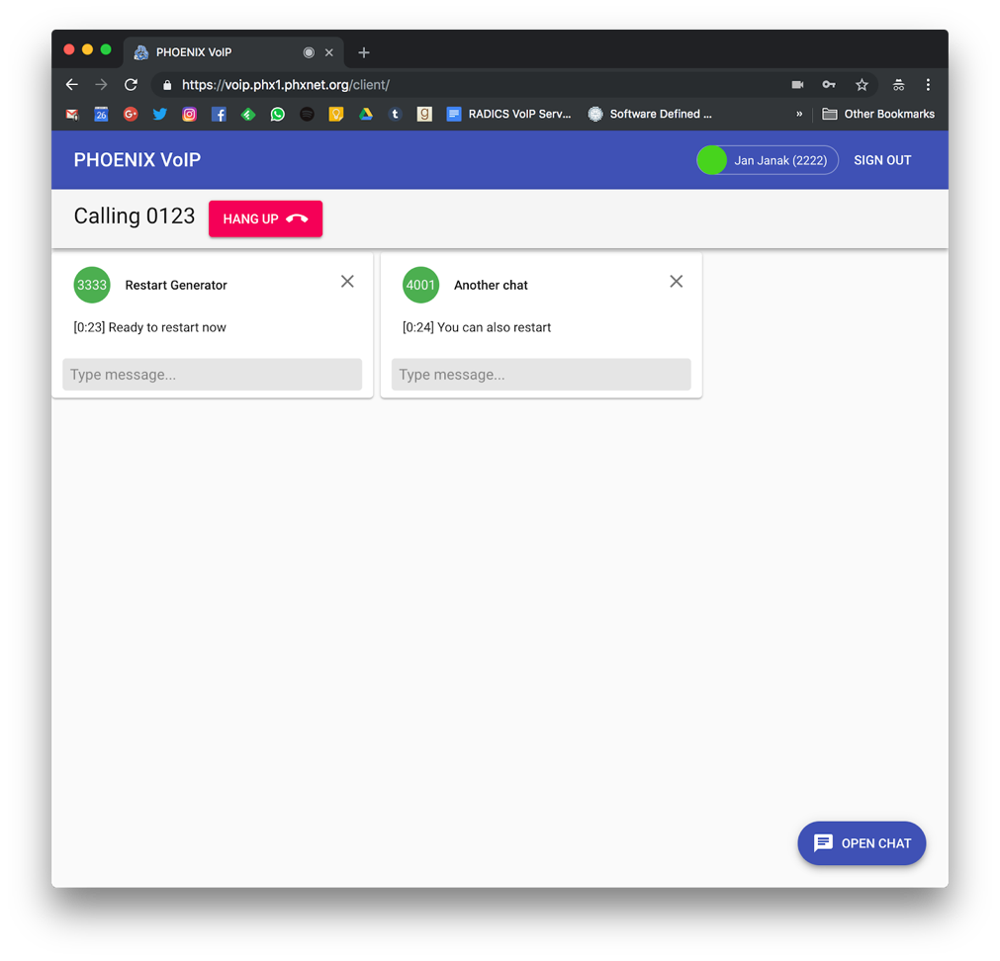 PHOENIX VoIP
https://voip.phx1.phxnet.org/client/
26 G+ t g RADICS VoIP Serv... Software Defined ... » Other Bookmarks
PHOENIX VoIP Jan Janak (2222) SIGN OUT
Calling 0123 HANG UP
3333 Restart Generator
[0:23] Ready to restart now
Type message...
4001 Another chat
[0:24] You can also restart
Type message...
OPEN CHAT